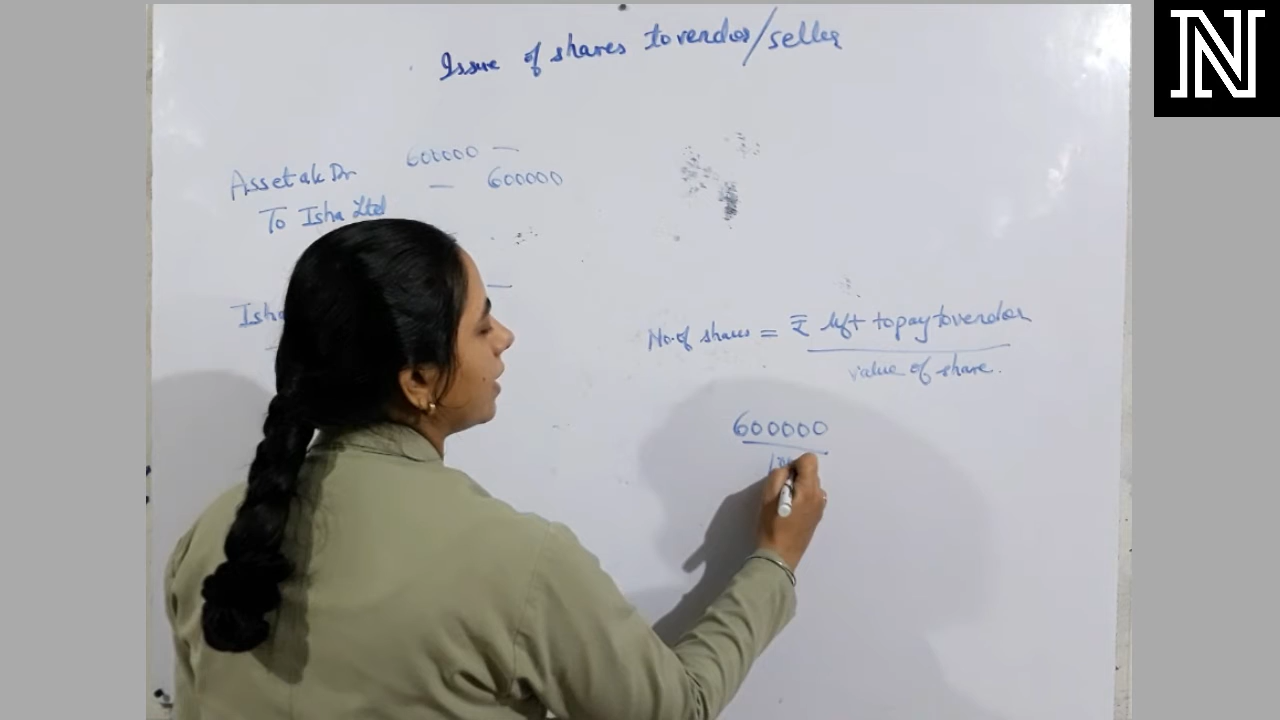 N
Issue of shares to vendor/seller
Asset a/c Dr 600000 —
— 600000
To Isha Ltd
Isha —
No. of shares = ₹ left to pay to vendor
value of share.
600000